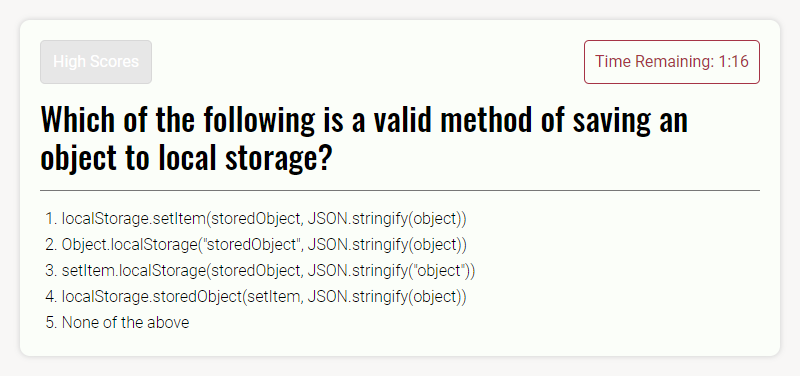 High Scores
Time Remaining: 1:16
Which of the following is a valid method of saving an
object to local storage?
1. localStorage.setItem(storedObject, JSON.stringify(object))
2. Object.localStorage("storedObject", JSON.stringify(object))
3. setItem.localStorage(storedObject, JSON.stringify("object"))
4. localStorage.storedObject(setItem, JSON.stringify(object))
5. None of the above